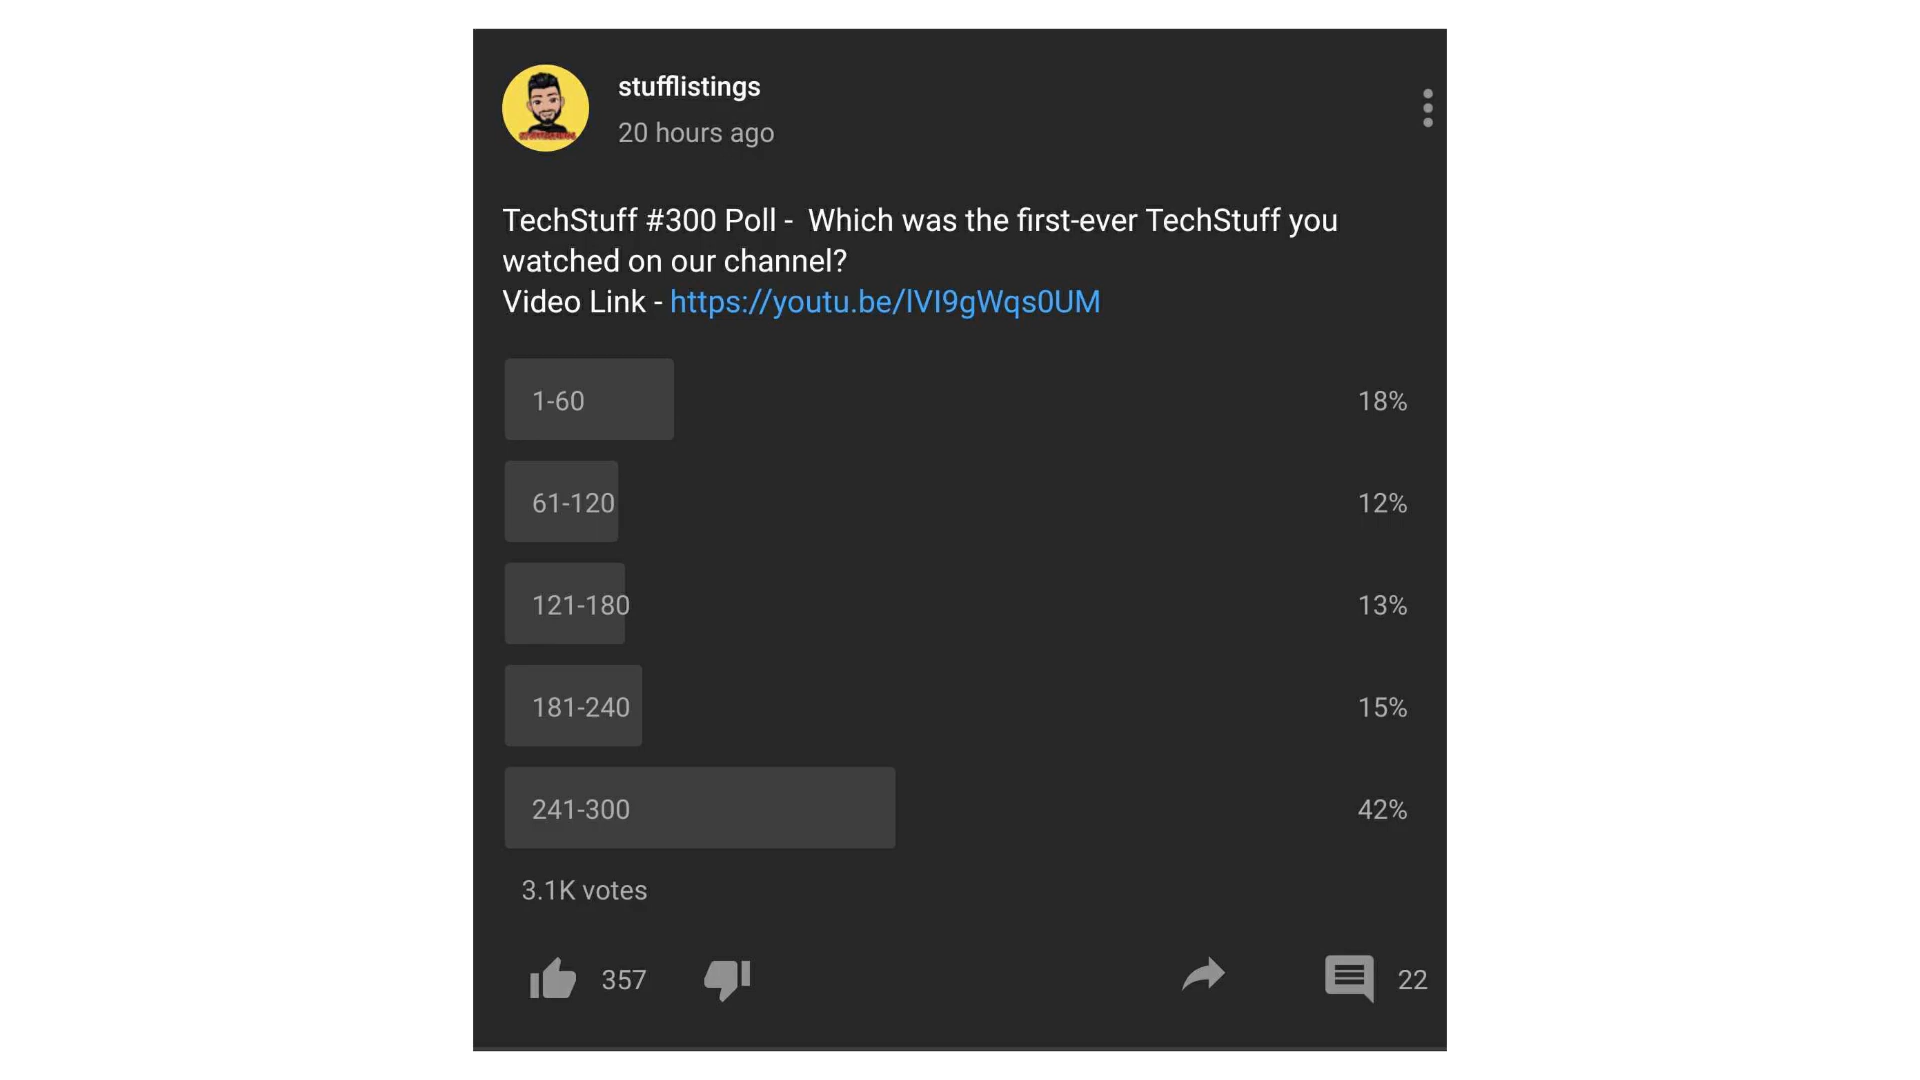 stufflistings
20 hours ago
TechStuff #300 Poll -  Which was the first-ever TechStuff you
watched on our channel?
Video Link - https://youtu.be/lVI9gWqs0UM
1-60
18%
61-120
12%
121-180
13%
181-240
15%
241-300
42%
3.1K votes
357
22